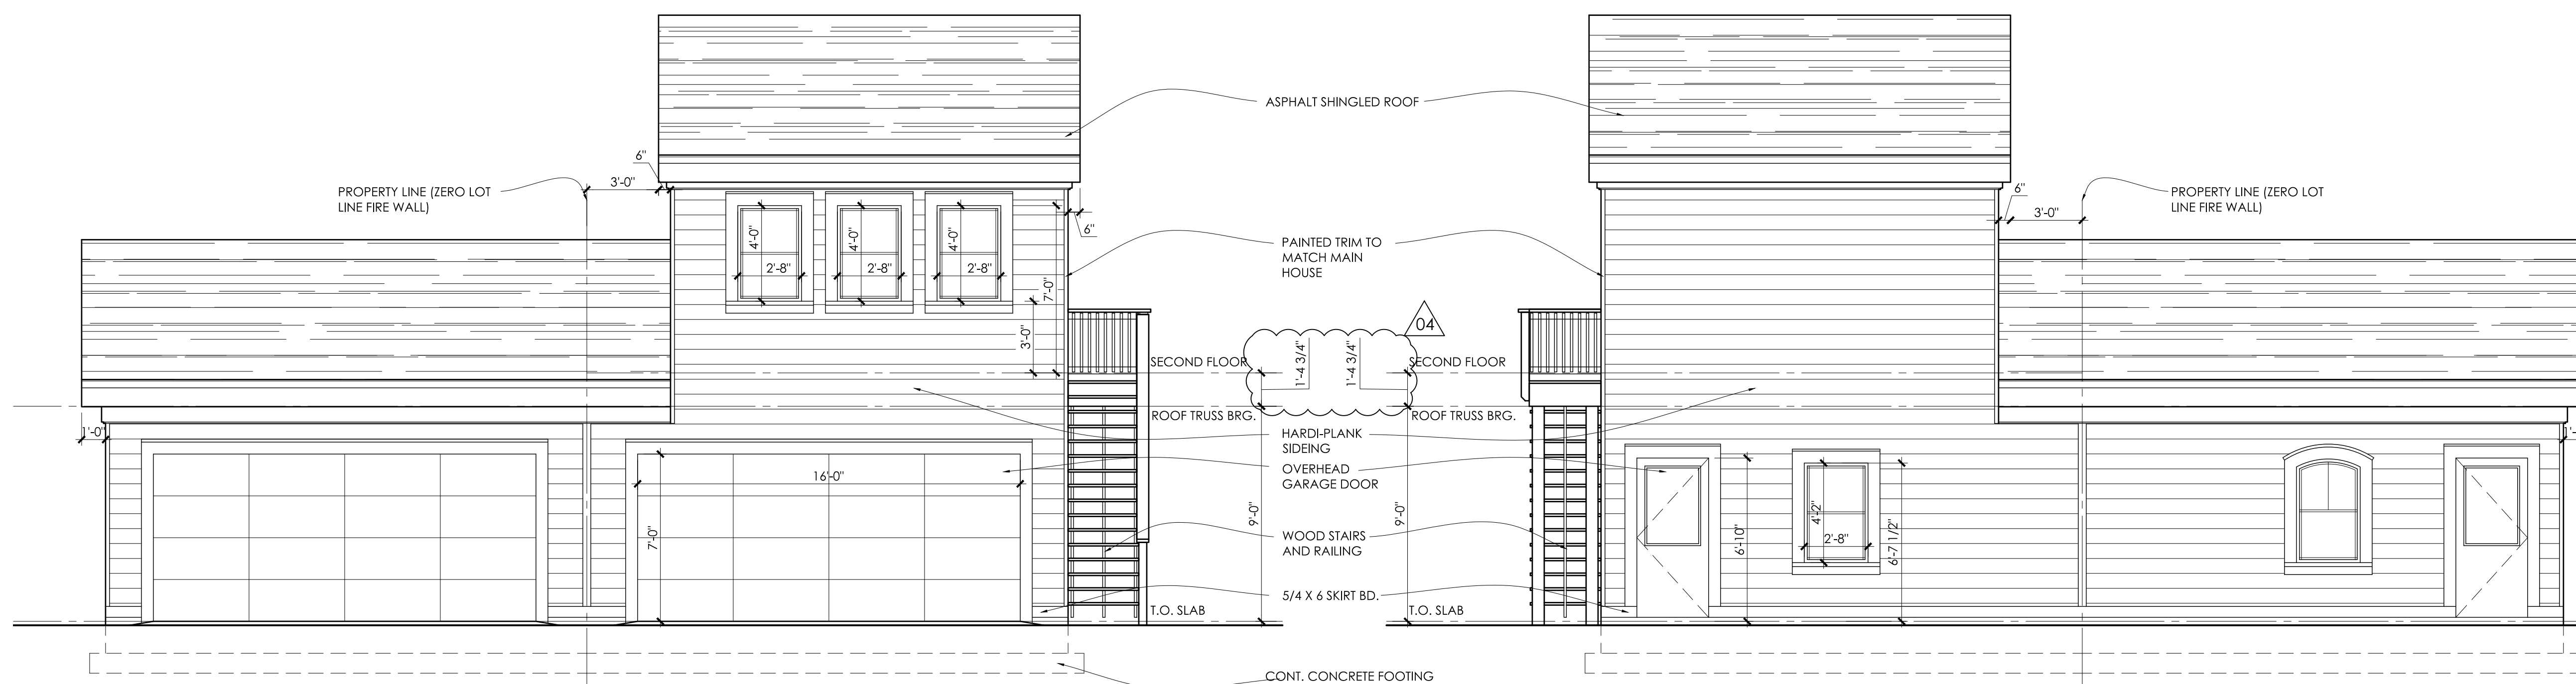 ASPHALT SHINGLED ROOF
6"
3'-0"
PROPERTY LINE (ZERO LOT
LINE FIRE WALL)
4'-0"
4'-0"
4'-0"
2'-8"
2'-8"
2'-8"
6"
7'-0"
3'-0"
PAINTED TRIM TO
MATCH MAIN
HOUSE
6"
3'-0"
PROPERTY LINE (ZERO LOT
LINE FIRE WALL)
04
SECOND FLOOR
1'-4 3/4"
1'-4 3/4"
SECOND FLOOR
ROOF TRUSS BRG.
ROOF TRUSS BRG.
1'-0"
HARDI-PLANK
SIDEING
OVERHEAD
GARAGE DOOR
16'-0"
7'-0"
9'-0"
9'-0"
WOOD STAIRS
AND RAILING
6'-10"
4'-2"
2'-8"
6'-7 1/2"
5/4 X 6 SKIRT BD.
T.O. SLAB
T.O. SLAB
CONT. CONCRETE FOOTING